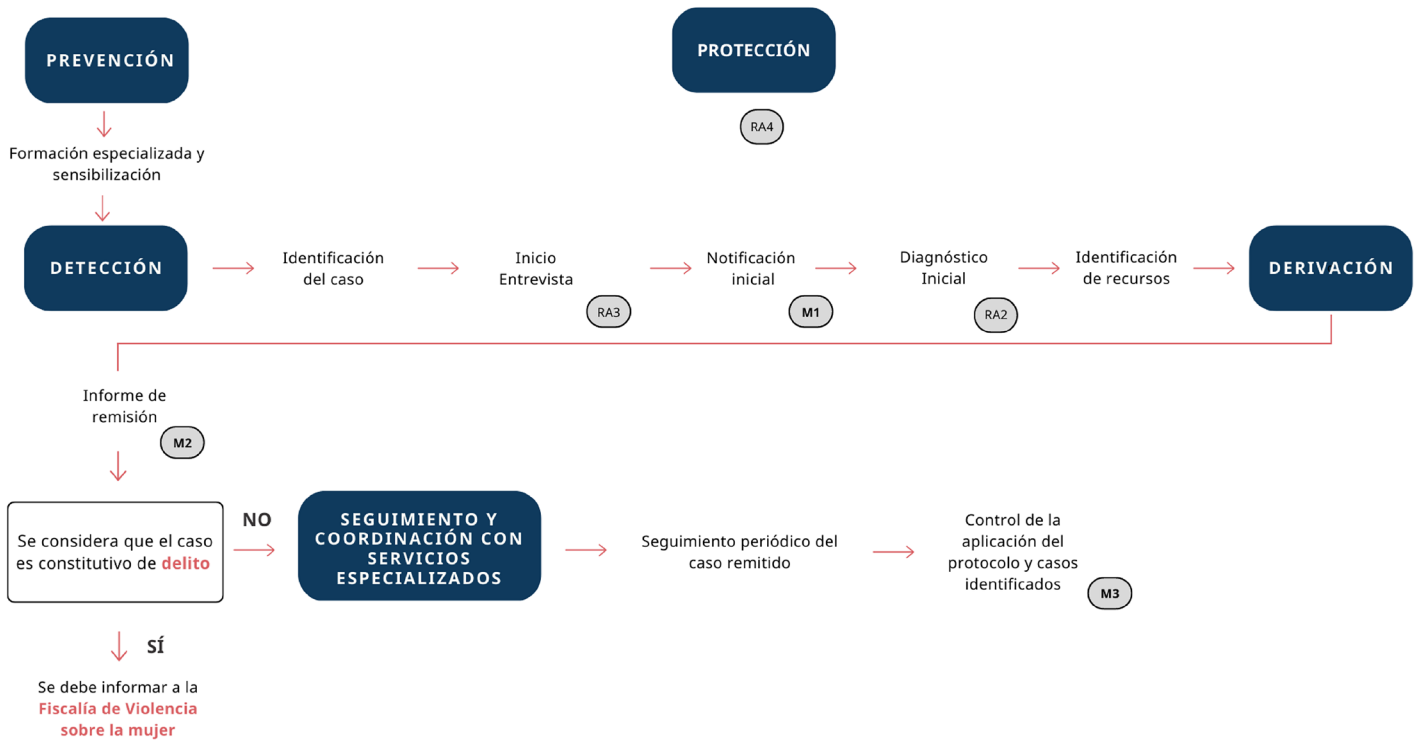 PREVENCIÓN
PROTECCIÓN
RA4
Formación especializada y
sensibilización
DETECCIÓN
Identificación
del caso
Inicio
Entrevista
RA3
Notificación
inicial
M1
Diagnóstico
Inicial
RA2
Identificación
de recursos
DERIVACIÓN
Informe de
remisión
M2
Se considera que el caso
es constitutivo de delito
NO
SEGUIMIENTO Y
COORDINACIÓN CON
SERVICIOS
ESPECIALIZADOS
Seguimiento periódico del
caso remitido
Control de la
aplicación del
protocolo y casos
identificados
M3
SÍ
Se debe informar a la
Fiscalía de Violencia
sobre la mujer